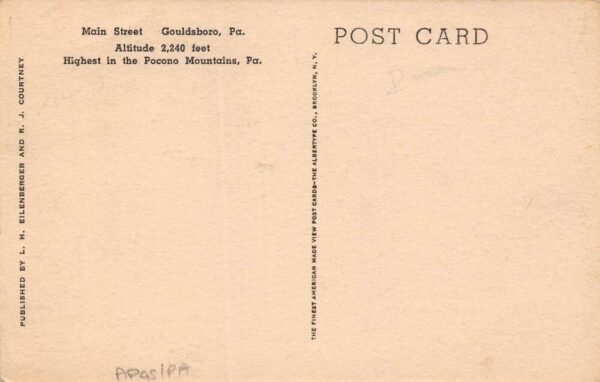 Main Street Gouldsboro, Pa.
Altitude 2,240 feet
Highest in the Pocono Mountains, Pa.
POST CARD
PUBLISHED BY L. H. EILENBERGER AND R. J. COURTNEY
THE FINEST AMERICAN MADE VIEW POST CARDS—THE ALBERTYPE CO., BROOKLYN, N. Y.